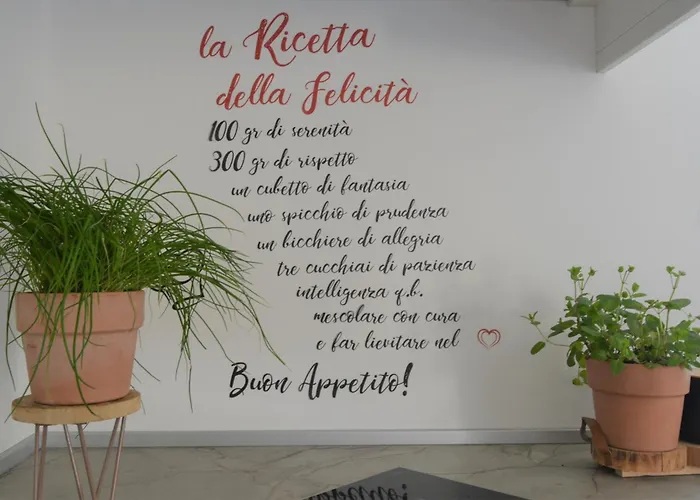 la Ricetta
della Felicità
100 gr di serenità
300 gr di rispetto
un cubetto di fantasia
uno spicchio di prudenza
un bicchiere di allegria
tre cucchiai di pazienza
intelligenza q.b.
mescolare con cura
e far lievitare nel
Buon Appetito!